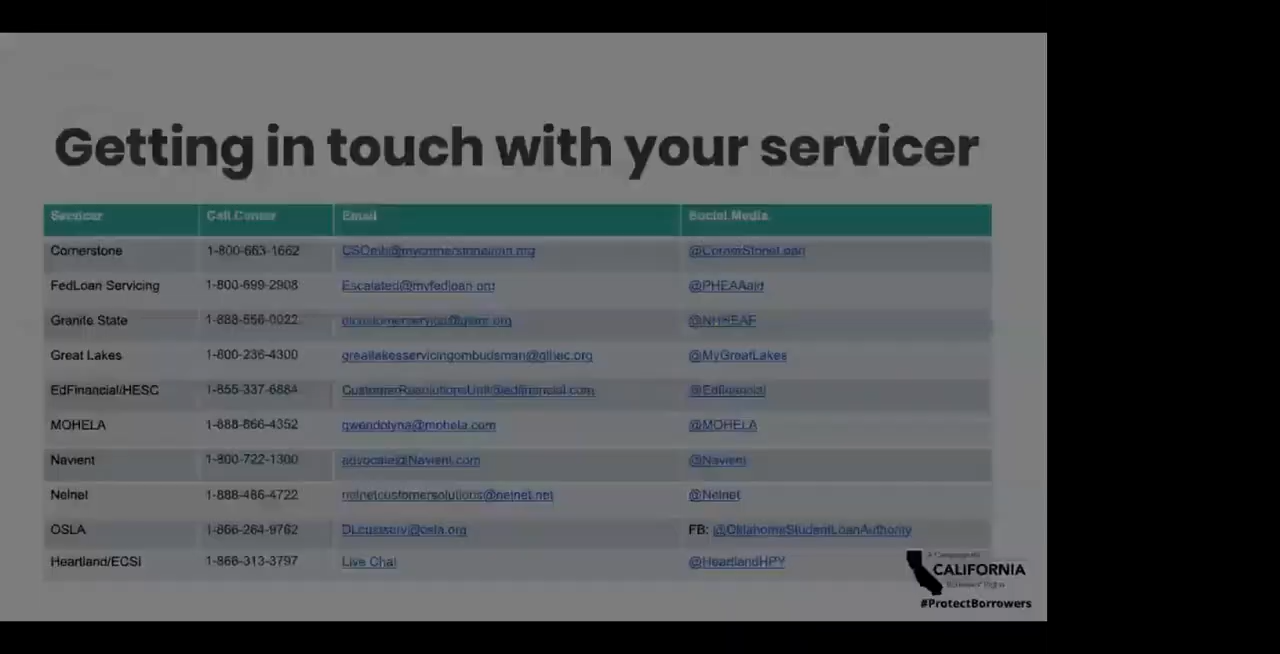 Getting in touch with your servicer
Servicer Call Center Email Social Media
Cornerstone 1-800-663-1662 @CornerStoneLoan
FedLoan Servicing 1-800-699-2908 Escalated@myfedloan.org @PHEAAaid
Granite State 1-888-556-0022 @NHHEAF
Great Lakes 1-800-236-4300 greatlakesservicingombudsman@glhec.org @MyGreatLakes
EdFinancial/HESC 1-855-337-6884 CustomerResolutionsUnit@edfinancial.com @Edfinancial
MOHELA 1-888-866-4352 gwendolyna@mohela.com @MOHELA
Navient 1-800-722-1300 advocate@Navient.com @Navient
Nelnet 1-888-486-4722 nelnetcustomersolutions@nelnet.net @Nelnet
OSLA 1-866-264-9762 DLcustserv@osla.org FB: @OklahomaStudentLoanAuthority
Heartland/ECSI 1-866-313-3797 Live Chat @HeartlandHPY
CALIFORNIA
#ProtectBorrowers